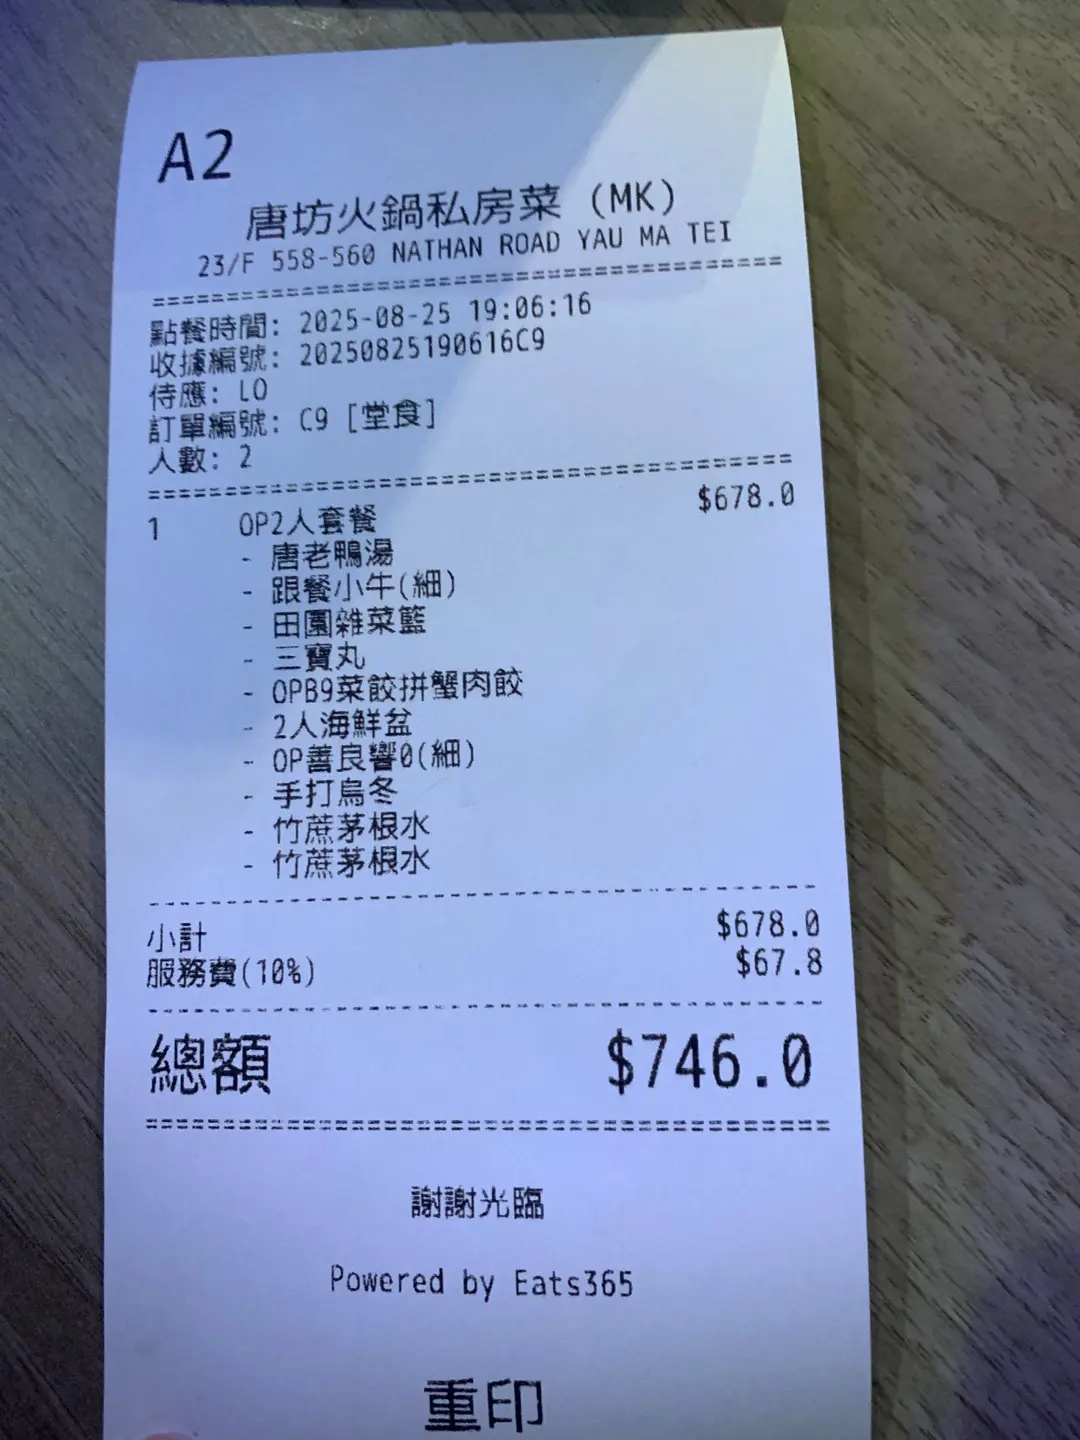 A2
唐坊火鍋私房菜 (MK)
23/F 558-560 NATHAN ROAD YAU MA TEI
點餐時間: 2025-08-25 19:06:16
收據編號: 20250825190616C9
侍應: LO
訂單編號: C9 [堂食]
人數: 2
1 OP2人套餐 $678.0
- 唐老鴨湯
- 跟餐小牛(細)
- 田園雜菜籃
- 三寶丸
- OPB9菜餃拼蟹肉餃
- 2人海鮮盆
- OP善良響0(細)
- 手打烏冬
- 竹蔗茅根水
- 竹蔗茅根水
小計 $678.0
服務費(10%) $67.8
總額 $746.0
謝謝光臨
Powered by Eats365
重印